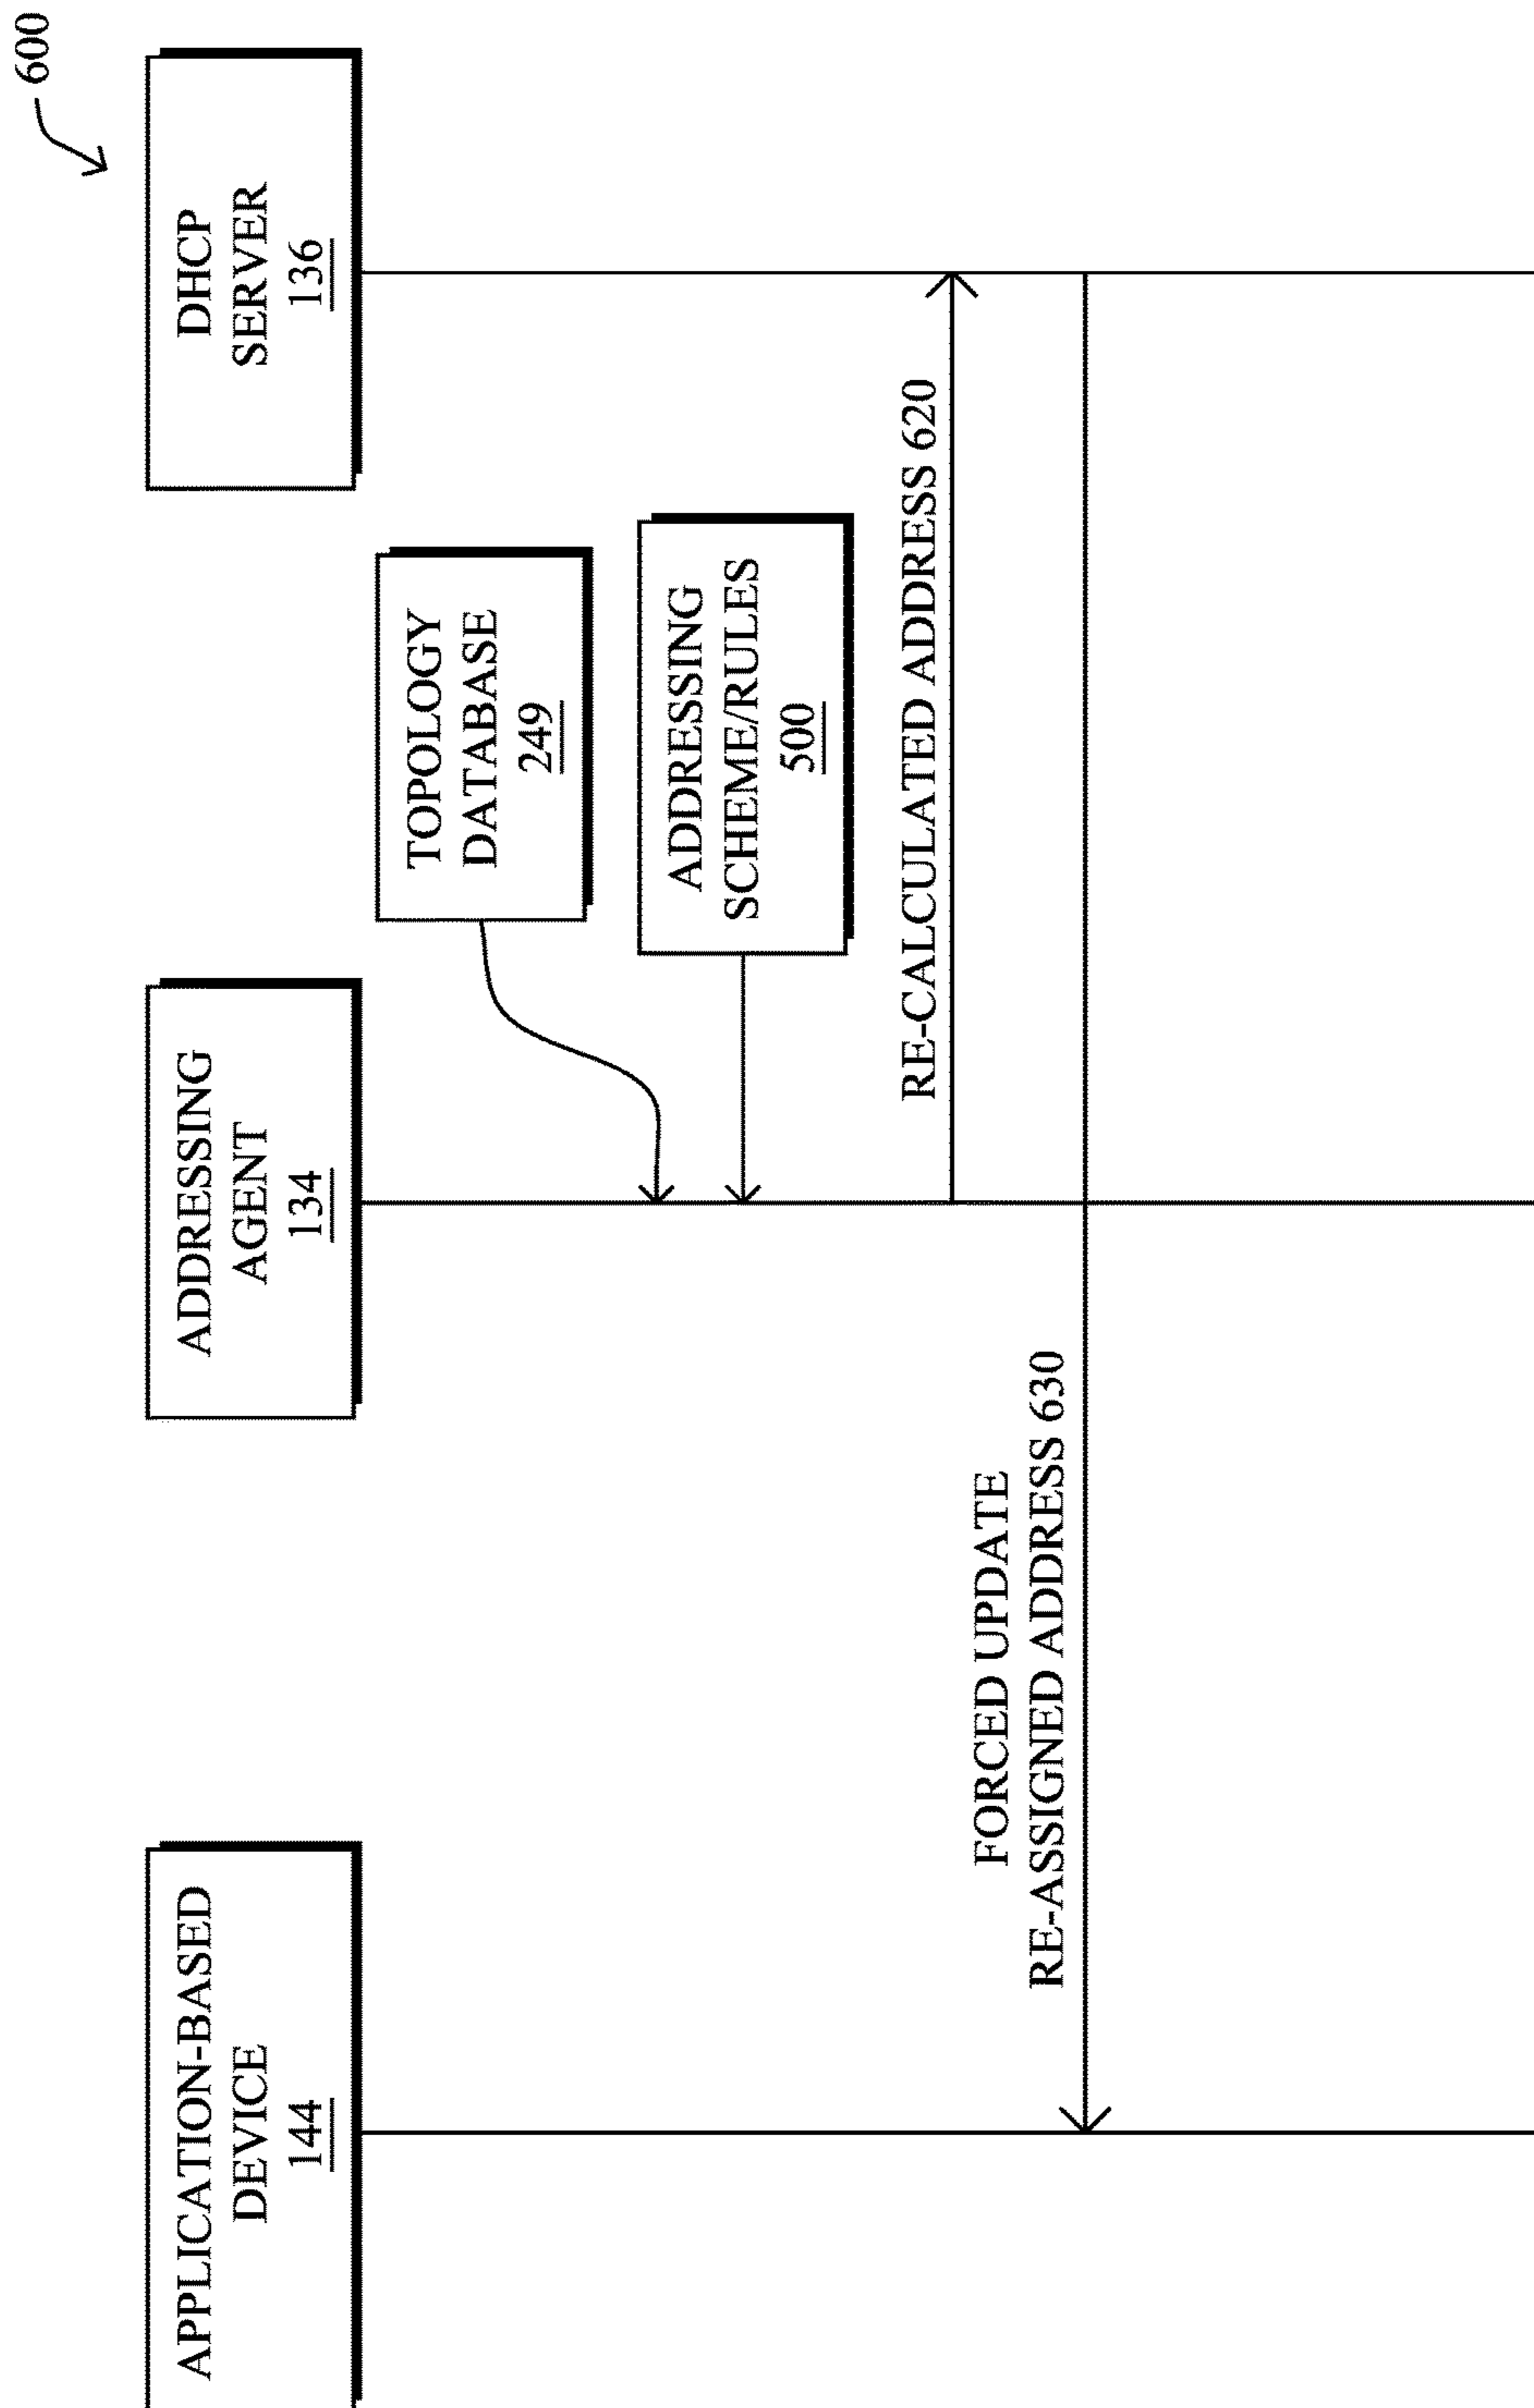 600
APPLICATION-BASED
DEVICE
144
ADDRESSING
AGENT
134
DHCP
SERVER
136
TOPOLOGY
DATABASE
249
ADDRESSING
SCHEME/RULES
500
RE-CALCULATED ADDRESS 620
FORCED UPDATE
RE-ASSIGNED ADDRESS 630